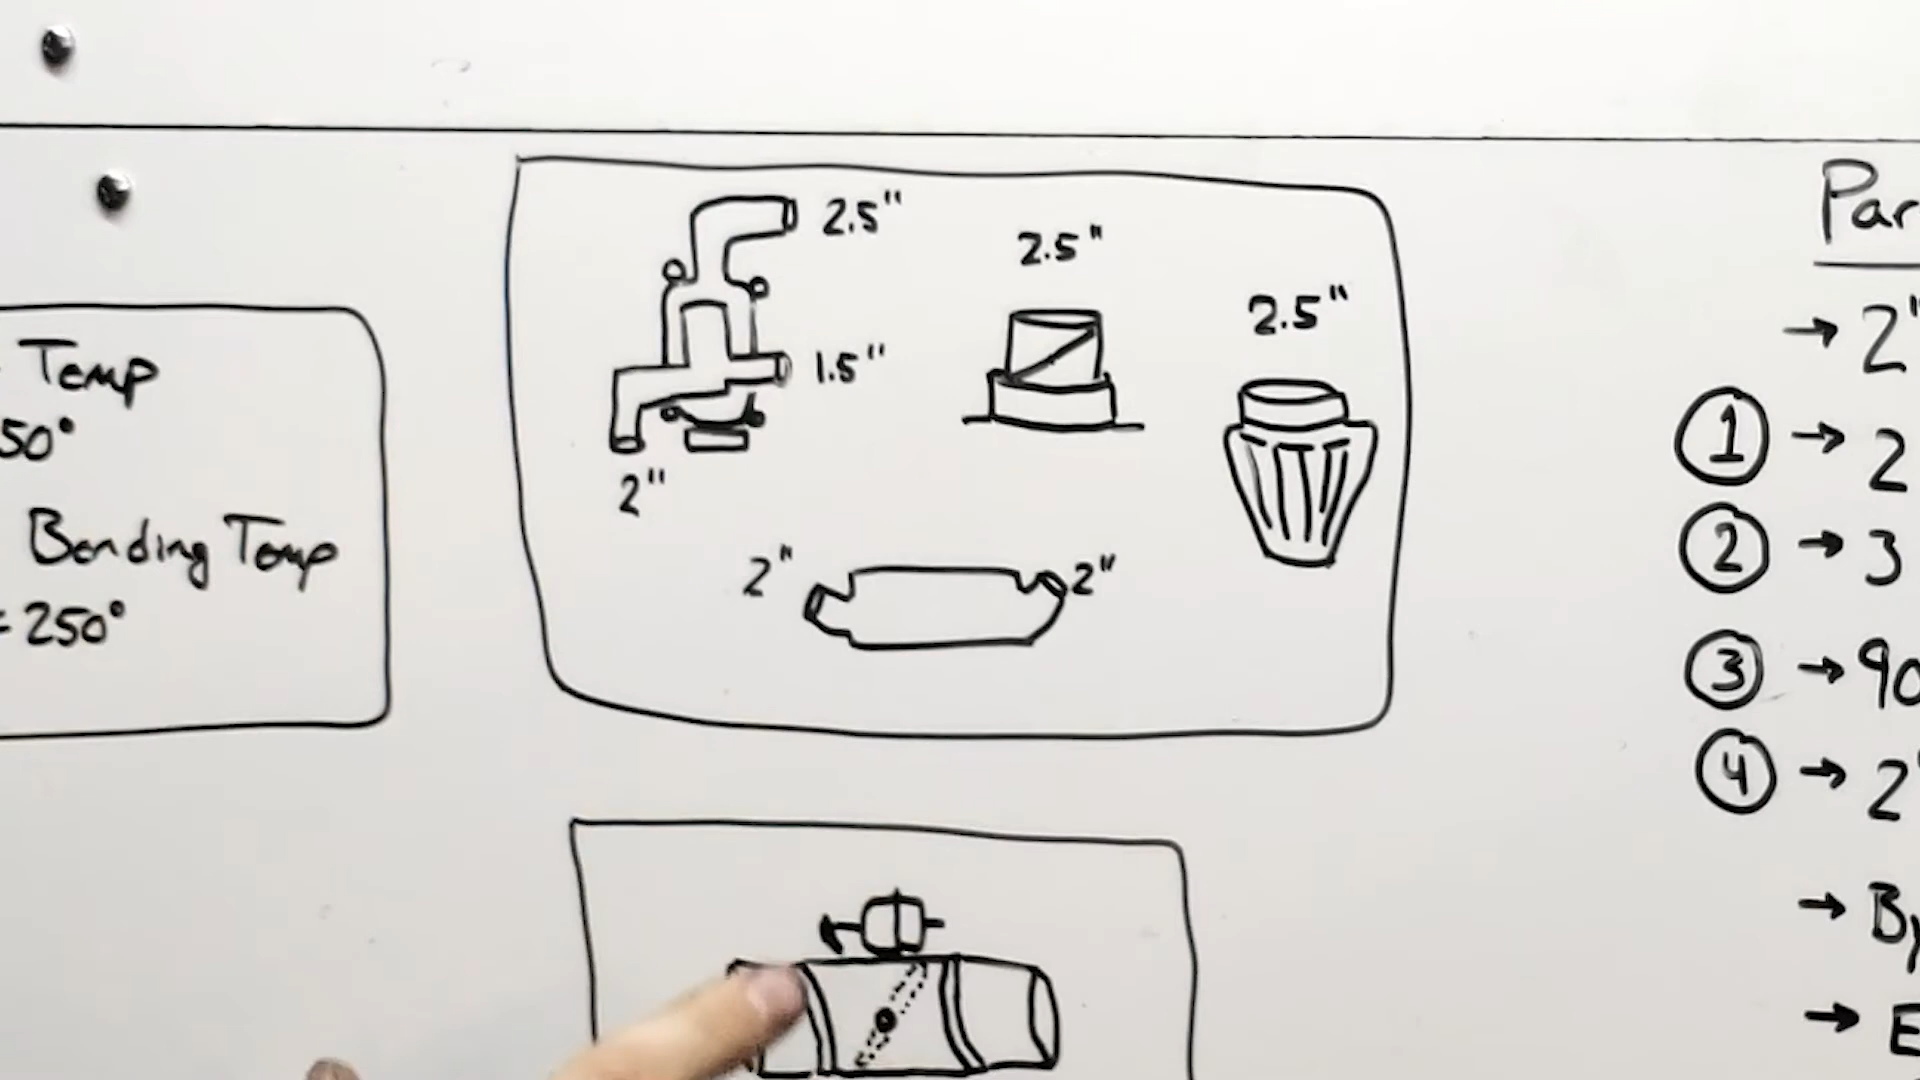 Temp
50°
Bending Temp
= 250°
2.5"
1.5"
2"
2.5"
2.5"
2"
2"
Par
→ 2"
1 → 2
2 → 3
3 → 90
4 → 2"
→ By
→ E